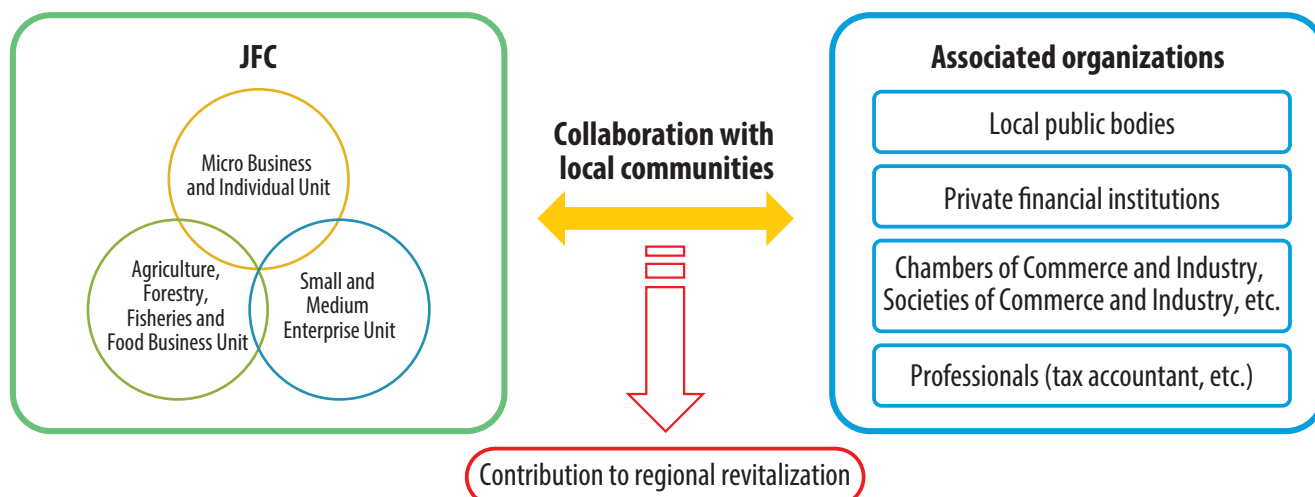 JFC
Micro Business
and Individual Unit
Agriculture,
Forestry,
Fisheries and
Food Business Unit
Small and
Medium
Enterprise Unit
Collaboration with
local communities
Associated organizations
Local public bodies
Private financial institutions
Chambers of Commerce and Industry,
Societies of Commerce and Industry, etc.
Professionals (tax accountant, etc.)
Contribution to regional revitalization